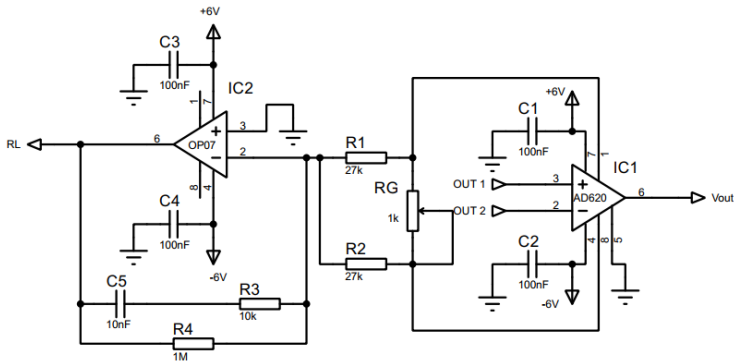 +6V
C3
100nF
IC2
1
7
3
2
6
OP07
8
4
RL
C4
100nF
-6V
C5
10nF
R3
10k
R4
1M
R1
27k
RG
1k
R2
27k
+6V
C1
100nF
IC1
7
1
OUT 1
3
OUT 2
2
AD620
6
Vout
4
8
5
C2
100nF
-6V